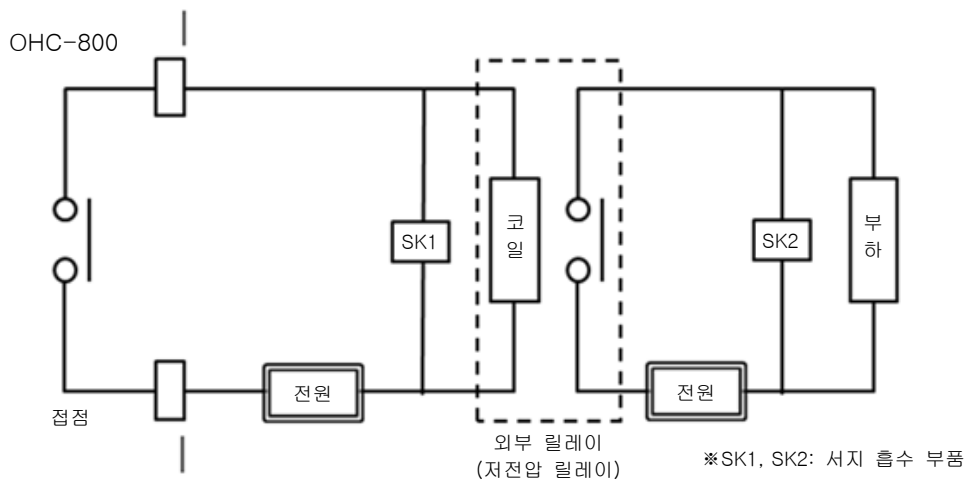 OHC-800
코
일
부
하
SK1
SK2
전원
전원
접점
외부 릴레이
(저전압 릴레이)
※SK1, SK2: 서지 흡수 부품